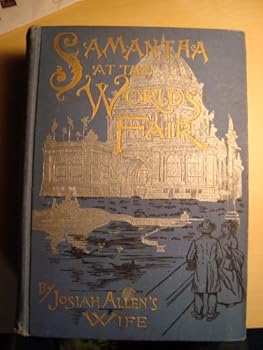 SAMANTHA
AT THE
WORLD'S
FAIR
BY
JOSIAH ALLEN'S
WIFE